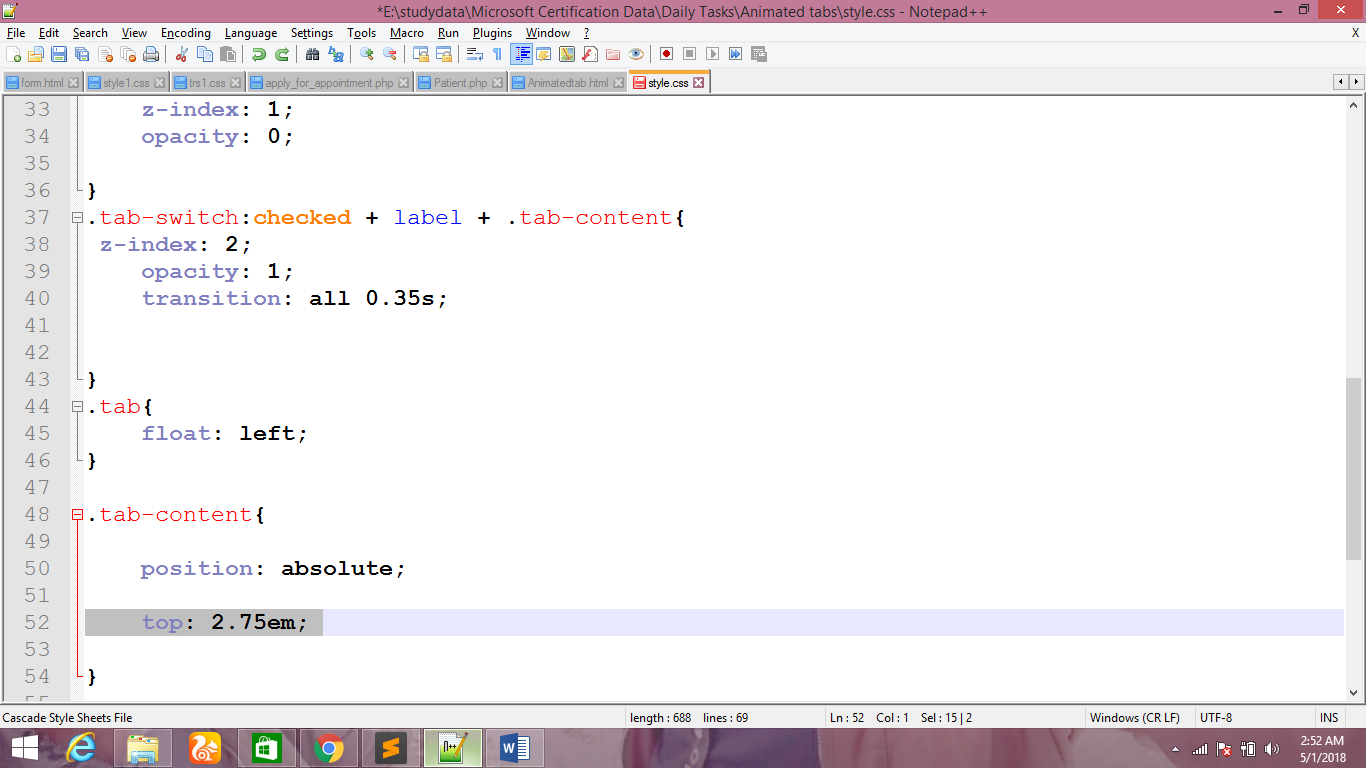 *E:\studydata\Microsoft Certification Data\Daily Tasks\Animated tabs\style.css - Notepad++
File Edit Search View Encoding Language Settings Tools Macro Run Plugins Window ? X
form.html style1.css trs1.css apply_for_appointment.php Patient.php Animatedtab.html style.css
33 z-index: 1;
34 opacity: 0;
35
36 }
37 .tab-switch:checked + label + .tab-content{
38 z-index: 2;
39 opacity: 1;
40 transition: all 0.35s;
41
42
43 }
44 .tab{
45 float: left;
46 }
47
48 .tab-content{
49
50 position: absolute;
51
52 top: 2.75em;
53
54 }
55
Cascade Style Sheets File length : 688 lines : 69 Ln : 52 Col : 1 Sel : 15 | 2 Windows (CR LF) UTF-8 INS
2:52 AM
5/1/2018